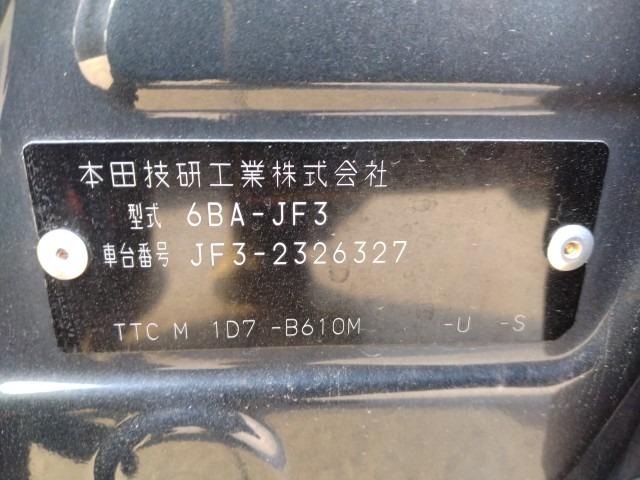 本田技研工業株式会社
型式 6BA-JF3
車台番号 JF3-2326327
TTC M 1D7 -B610M -U -S